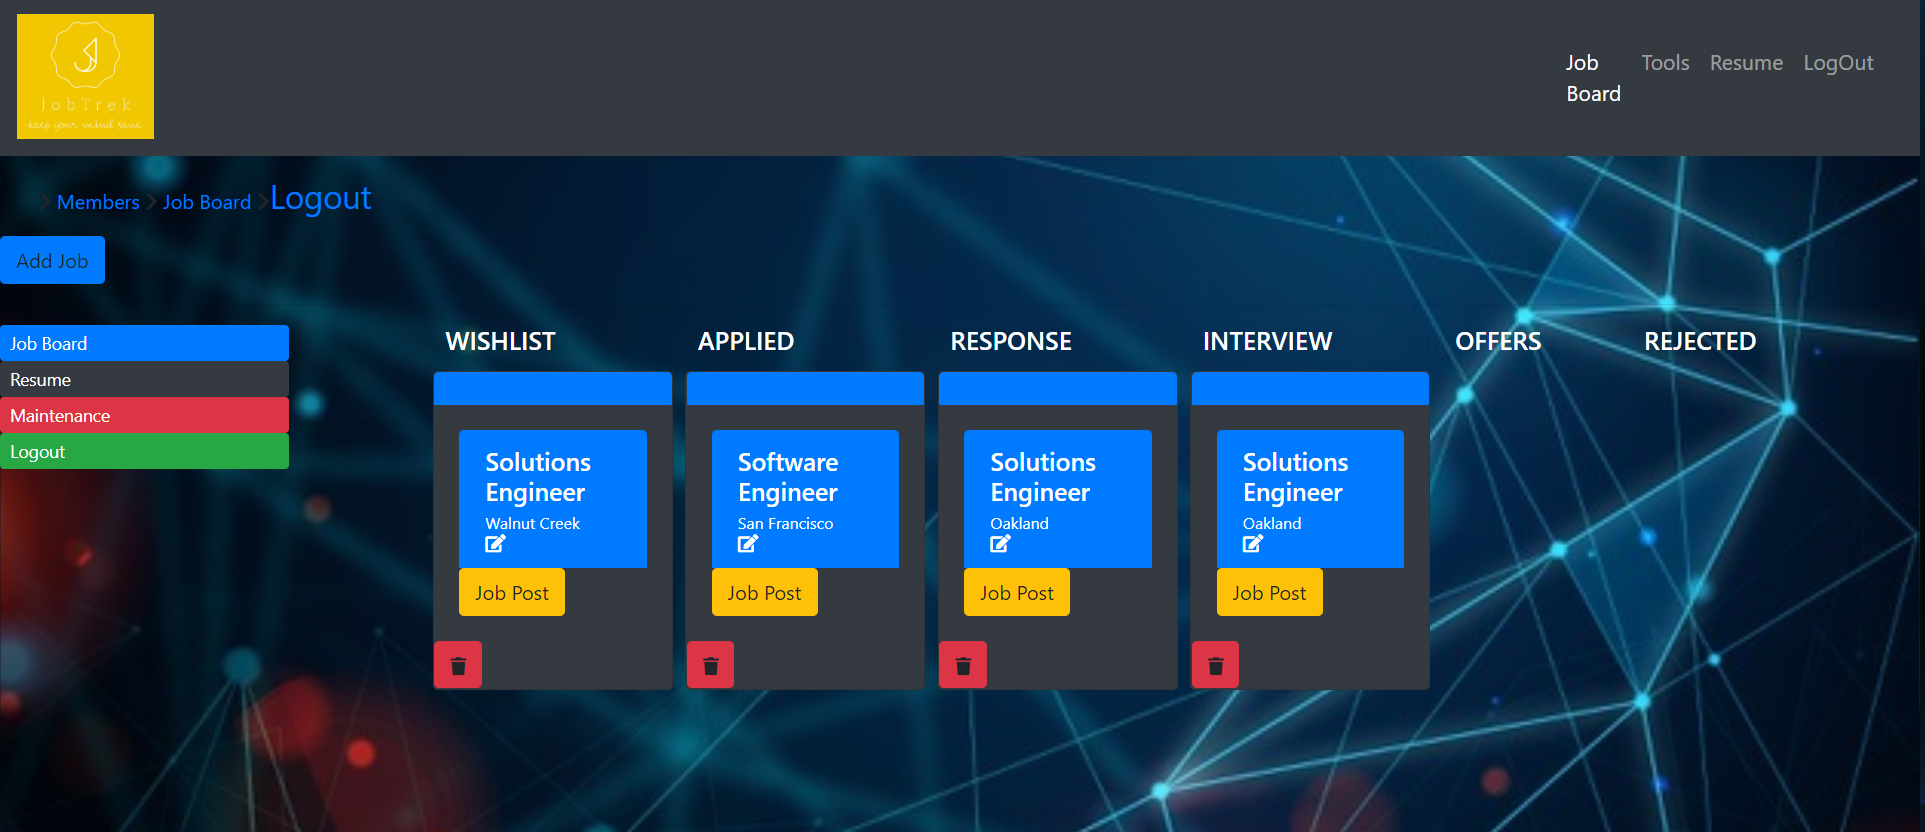 JobTrek
-keep your mind sane-
Job Board
Tools
Resume
LogOut
Members
Job Board
Logout
Add Job
Job Board
Resume
Maintenance
Logout
WISHLIST
APPLIED
RESPONSE
INTERVIEW
OFFERS
REJECTED
Solutions
Engineer
Walnut Creek
Job Post
Software
Engineer
San Francisco
Job Post
Solutions
Engineer
Oakland
Job Post
Solutions
Engineer
Oakland
Job Post